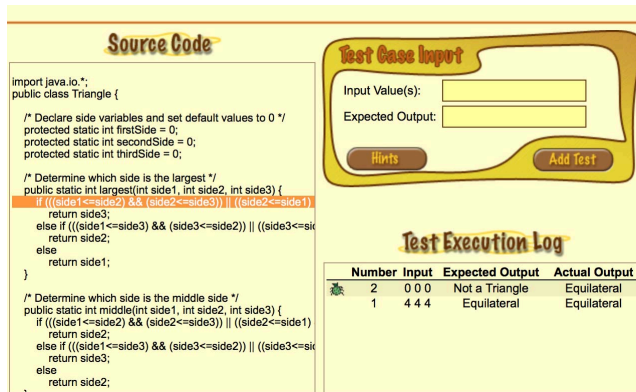 Source Code
import java.io.*;
public class Triangle {
/* Declare side variables and set default values to 0 */
protected static int firstSide = 0;
protected static int secondSide = 0;
protected static int thirdSide = 0;
/* Determine which side is the largest */
public static int largest(int side1, int side2, int side3) {
if (((side1<=side2) && (side2<=side3)) || ((side2<=side1)
return side3;
else if (((side1<=side3) && (side3<=side2)) || ((side3<=si
return side2;
else
return side1;
}
/* Determine which side is the middle side */
public static int middle(int side1, int side2, int side3) {
if (((side1<=side2) && (side2<=side3)) || ((side2<=side1)
return side2;
else if (((side1<=side3) && (side3<=side2)) || ((side3<=si
return side3;
else
return side2;
Test Case Input
Input Value(s):
Expected Output:
Hints
Add Test
Test Execution Log
Number Input Expected Output Actual Output
2 0 0 0 Not a Triangle Equilateral
1 4 4 4 Equilateral Equilateral